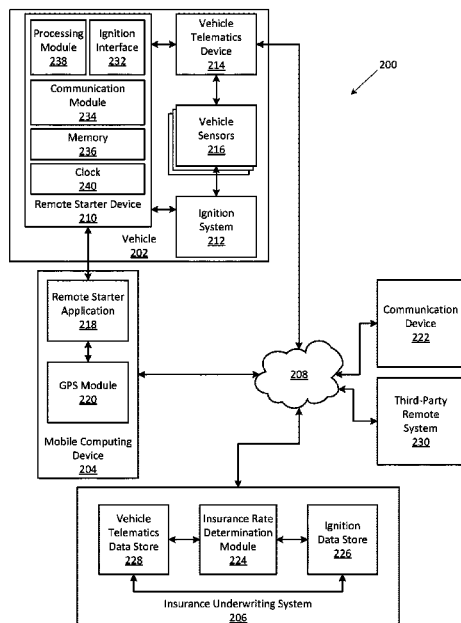 Processing
Module
238
Ignition
Interface
232
Vehicle
Telematics
Device
214
200
Communication
Module
234
Vehicle
Sensors
216
Memory
236
Clock
240
Remote Starter
Device
210
Ignition
System
212
Vehicle
202
Remote Starter
Application
218
GPS Module
220
Mobile Computing
Device
204
208
Communication
Device
222
Third-Party
Remote
System
230
Vehicle
Telematics
Data Store
228
Insurance Rate
Determination
Module
224
Ignition
Data Store
226
Insurance Underwriting System
206